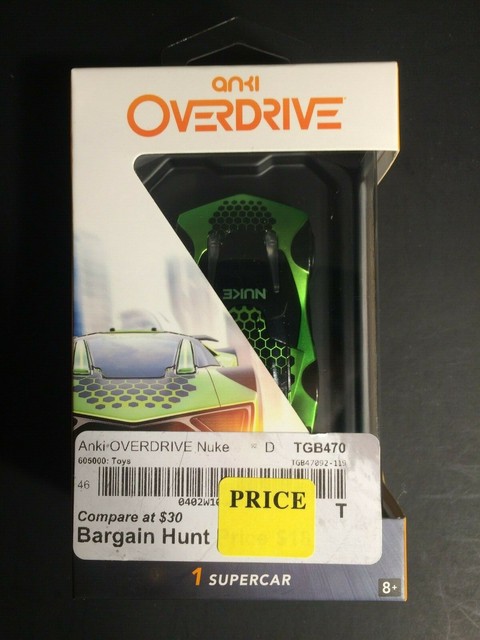 anki
OVERDRIVE
NUKE
Anki OVERDRIVE Nuke D TGB470
605000: Toys TGB47092-119
46
PRICE
T
Compare at $30
Bargain Hunt
1 SUPERCAR
8+